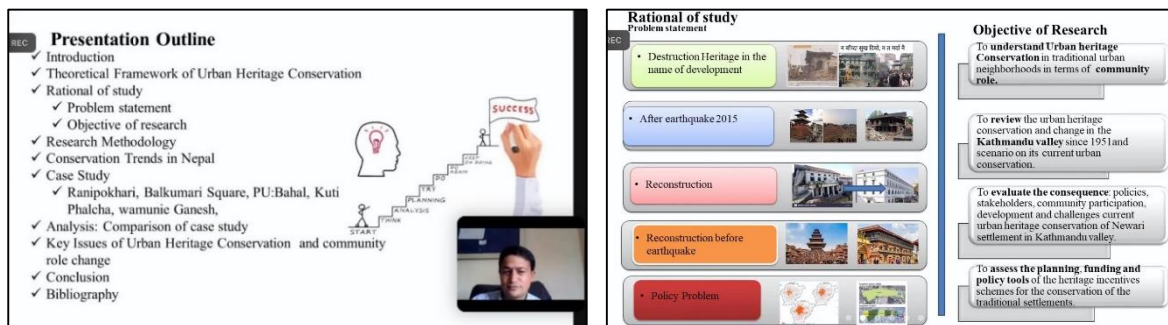 REC
Presentation Outline
✓ Introduction
✓ Theoretical Framework of Urban Heritage Conservation
✓ Rational of study
✓ Problem statement
✓ Objective of research
✓ Research Methodology
✓ Conservation Trends in Nepal
✓ Case Study
✓ Ranipokhari, Balkumari Square, PU:Bahal, Kuti
Phalcha, wamunie Ganesh,
✓ Analysis: Comparison of case study
✓ Key Issues of Urban Heritage Conservation and community
role change
✓ Conclusion
✓ Bibliography
SUCCESS
KEEP
ON DOING
DO
AGAIN
DO
TRY
PLANNING
ANALYSIS
THINK
START
REC
Rational of study
Problem statement
• Destruction Heritage in the
name of development
• After earthquake 2015
• Reconstruction
• Reconstruction before
earthquake
• Policy Problem
Objective of Research
To understand Urban heritage
Conservation in traditional urban
neighborhoods in terms of community
role.
To review the urban heritage
conservation and change in the
Kathmandu valley since 1951and
scenario on its current urban
conservation.
To evaluate the consequence: policies,
stakeholders, community participation,
development and challenges current
urban heritage conservation of Newari
settlement in Kathmandu valley.
To assess the planning, funding and
policy tools of the heritage incentives
schemes for the conservation of the
traditional settlements.